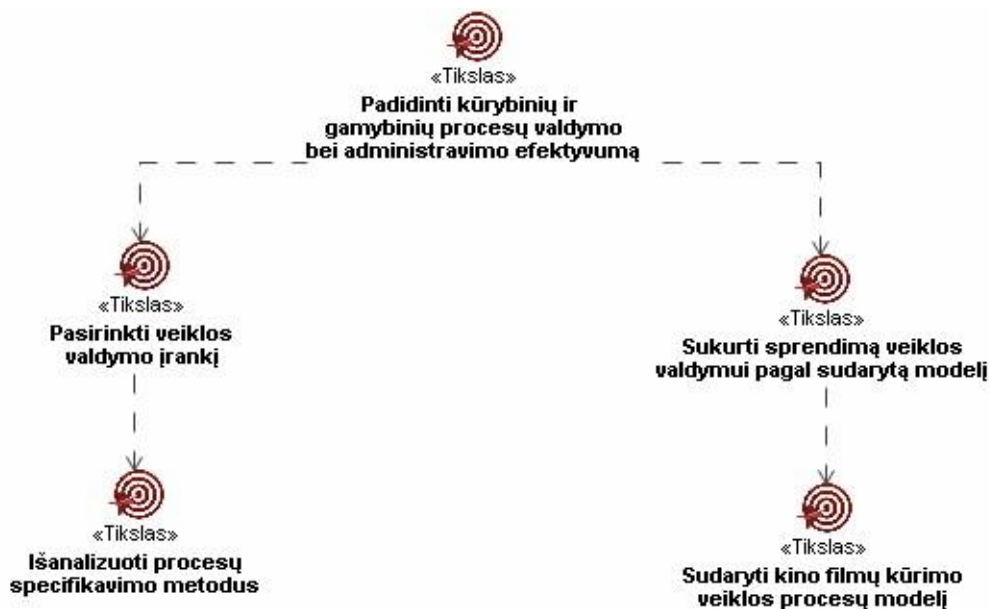 «Tikslas»
Padidinti kūrybinių ir
gamybinių procesų valdymo
bei administravimo efektyvumą
«Tikslas»
Pasirinkti veiklos
valdymo įrankį
«Tikslas»
Sukurti sprendimą veiklos
valdymui pagal sudarytą modelį
«Tikslas»
Išanalizuoti procesų
specifikavimo metodus
«Tikslas»
Sudaryti kino filmų kūrimo
veiklos procesų modelį